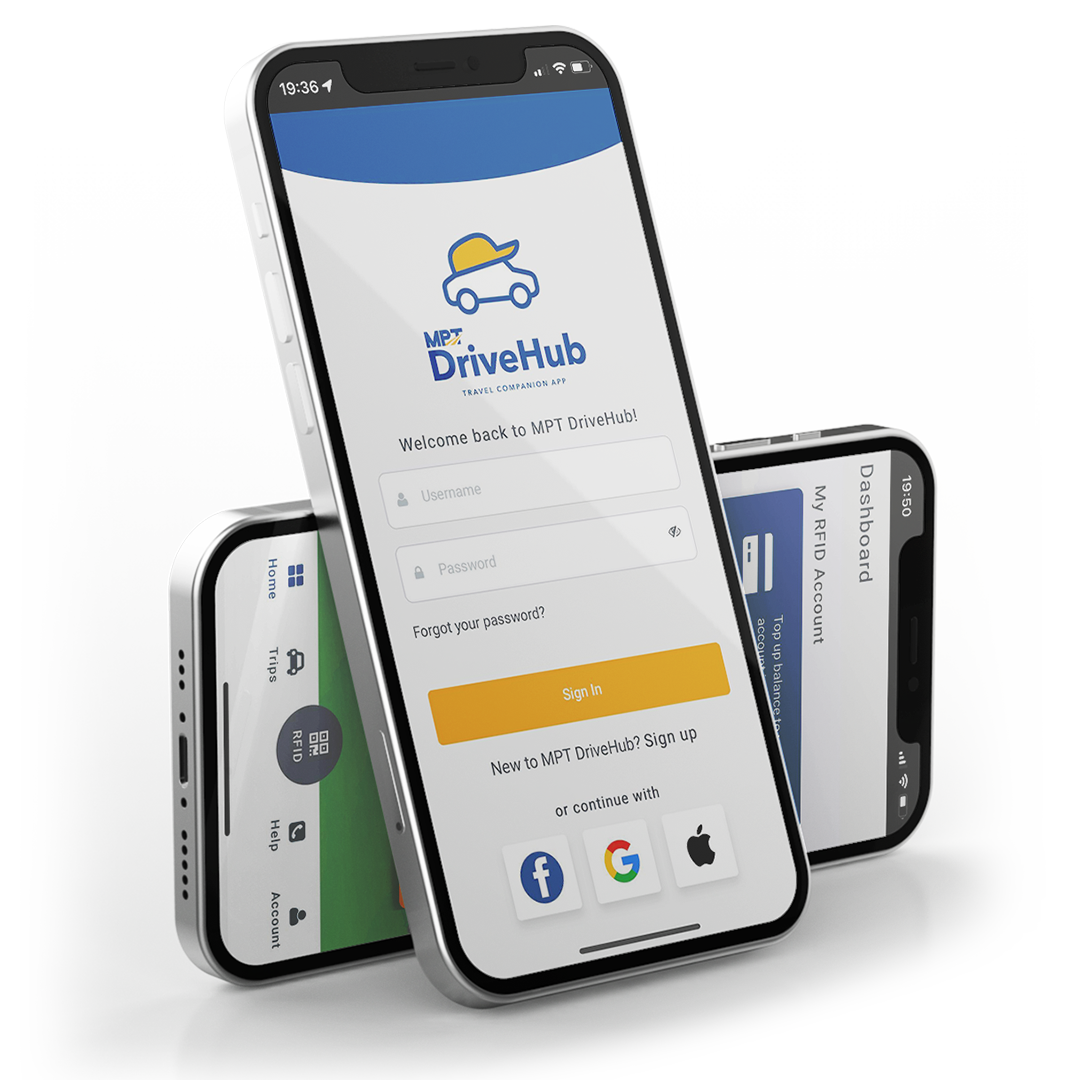 19:36
MPT
DriveHub
TRAVEL COMPANION APP
Welcome back to MPT DriveHub!
Username
Password
Forgot your password?
Sign In
New to MPT DriveHub? Sign up
or continue with
19:50
Dashboard
My RFID Account
Top up balance to
account
Home
Trips
RFID
Help
Account